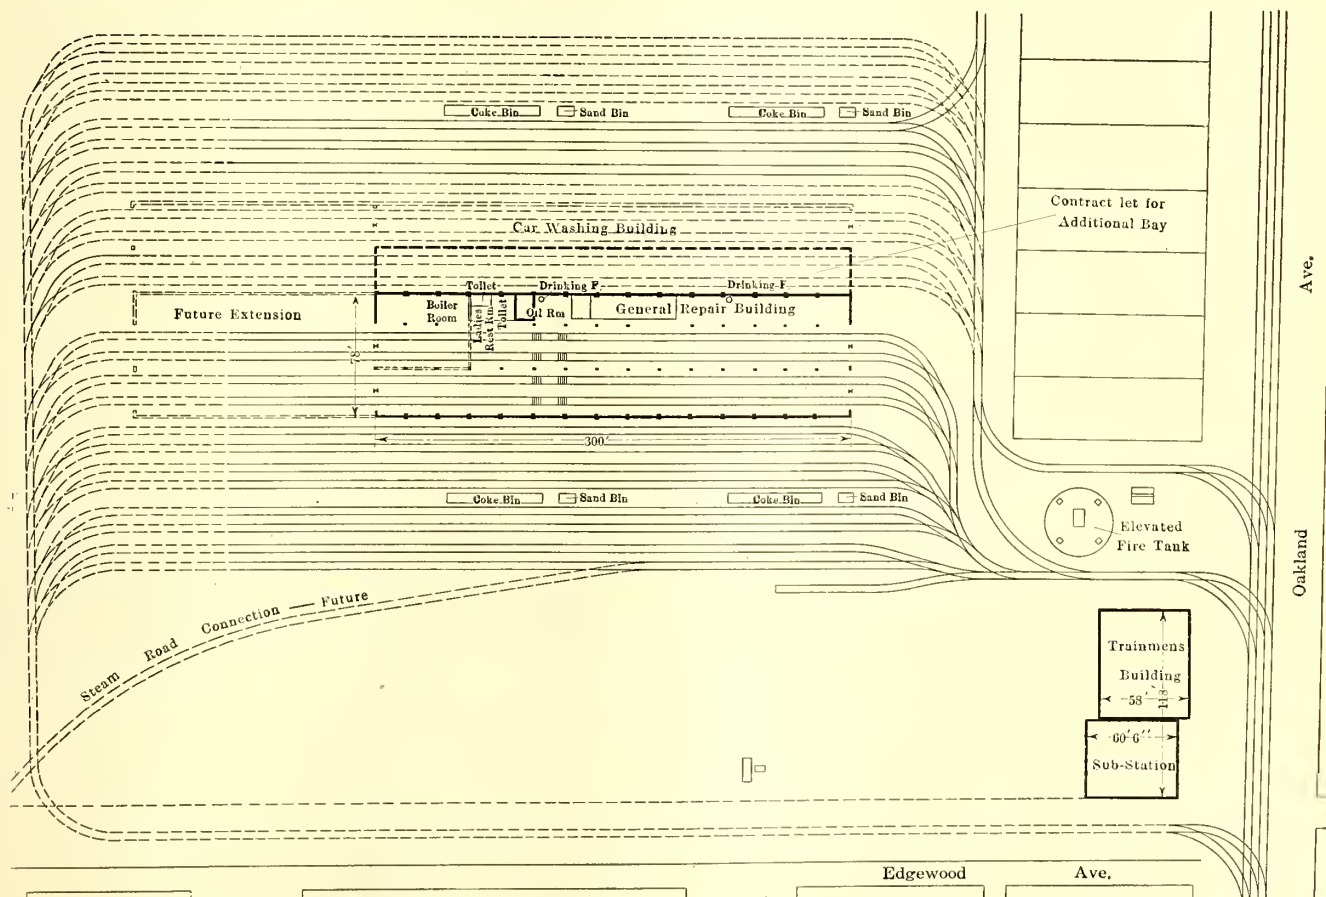 Coke Bin
Sand Bin
Coke Bin
Sand Bin
Contract let for
Additional Bay
Car Washing Building
Ave.
Toilet
Drinking F.
Drinking F.
Future Extension
Boiler
Room
Ladies
Rest Rm
Toilet
Oil Rm
General Repair Building
78'
300'
Coke Bin
Sand Bin
Coke Bin
Sand Bin
Elevated
Fire Tank
Oakland
Steam Road Connection — Future
Trainmens
Building
58'
118'
60'6"
Sub-Station
Edgewood Ave.